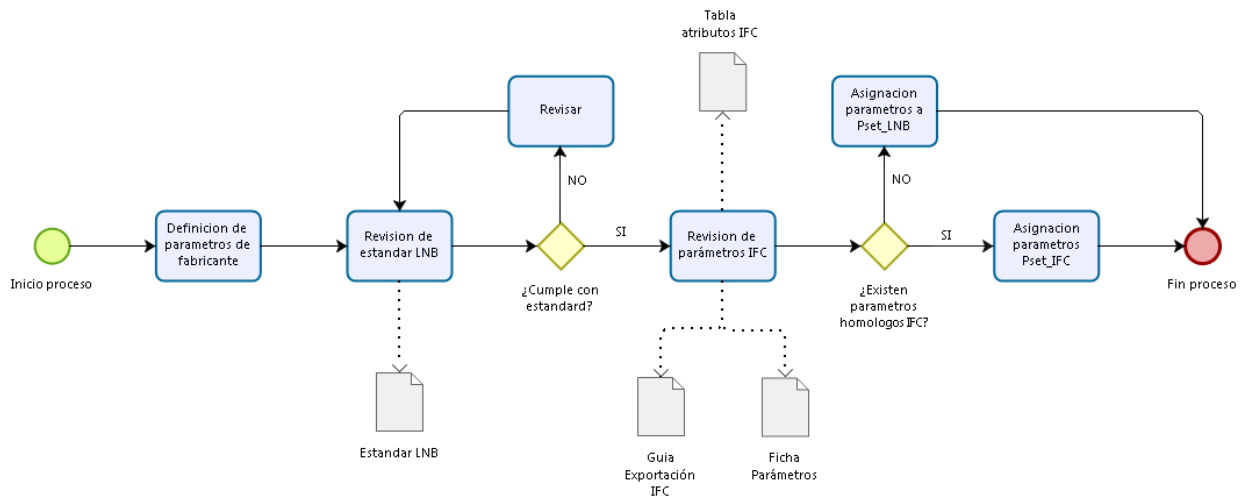 Tabla
atributos IFC
Revisar
Asignacion
parametros a
Pset_LNB
NO
NO
Definicion de
parametros de
fabricante
Revision de
estandar LNB
SI
Revision de
parámetros IFC
SI
Asignacion
parametros
Pset_IFC
Inicio proceso
¿Cumple con
estandard?
¿Existen
parametros
homologos IFC?
Fin proceso
Estandar LNB
Guia
Exportación
IFC
Ficha
Parámetros